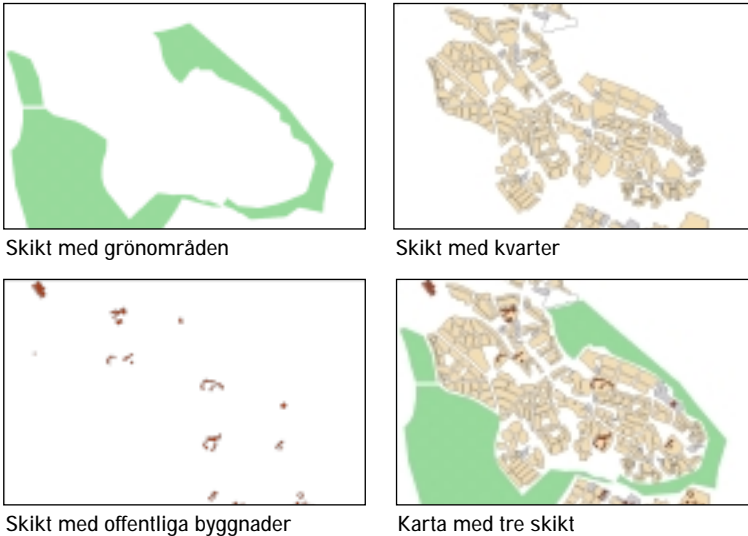 Skikt med grönområden
Skikt med kvarter
Skikt med offentliga byggnader
Karta med tre skikt